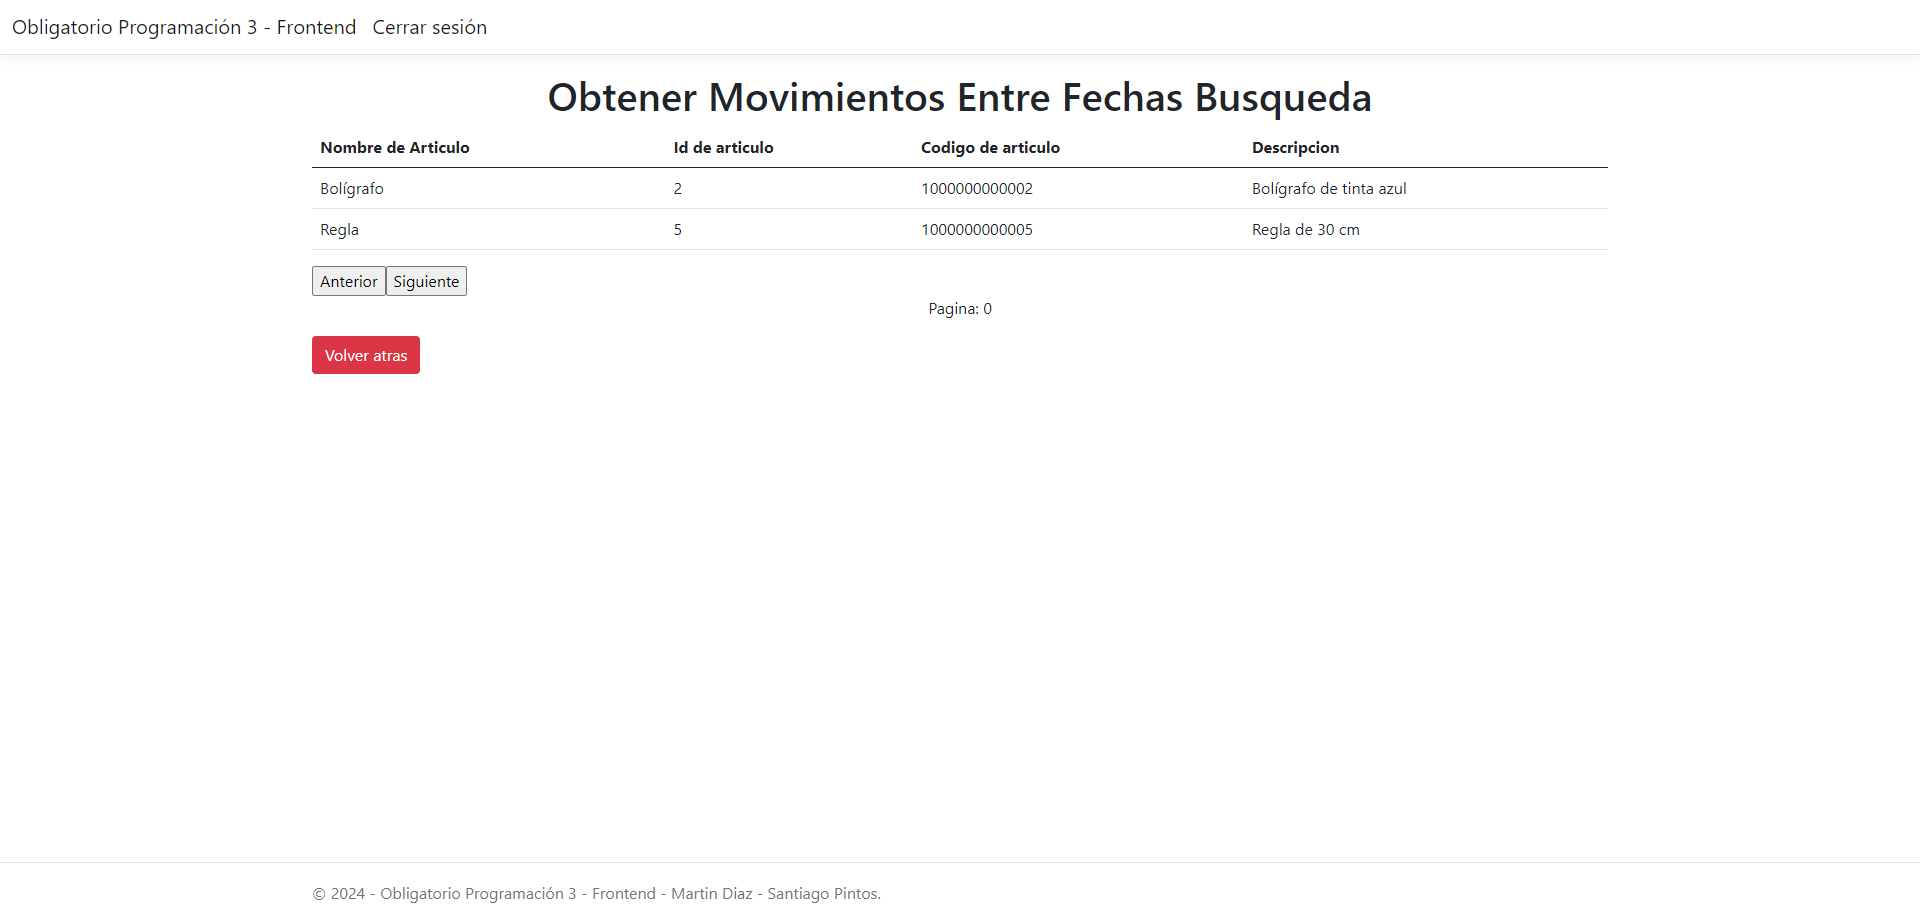 Obligatorio Programación 3 - Frontend Cerrar sesión
Obtener Movimientos Entre Fechas Busqueda
Nombre de Articulo Id de articulo Codigo de articulo Descripcion
Bolígrafo 2 1000000000002 Bolígrafo de tinta azul
Regla 5 1000000000005 Regla de 30 cm
Anterior Siguiente
Pagina: 0
Volver atras
© 2024 - Obligatorio Programación 3 - Frontend - Martin Diaz - Santiago Pintos.